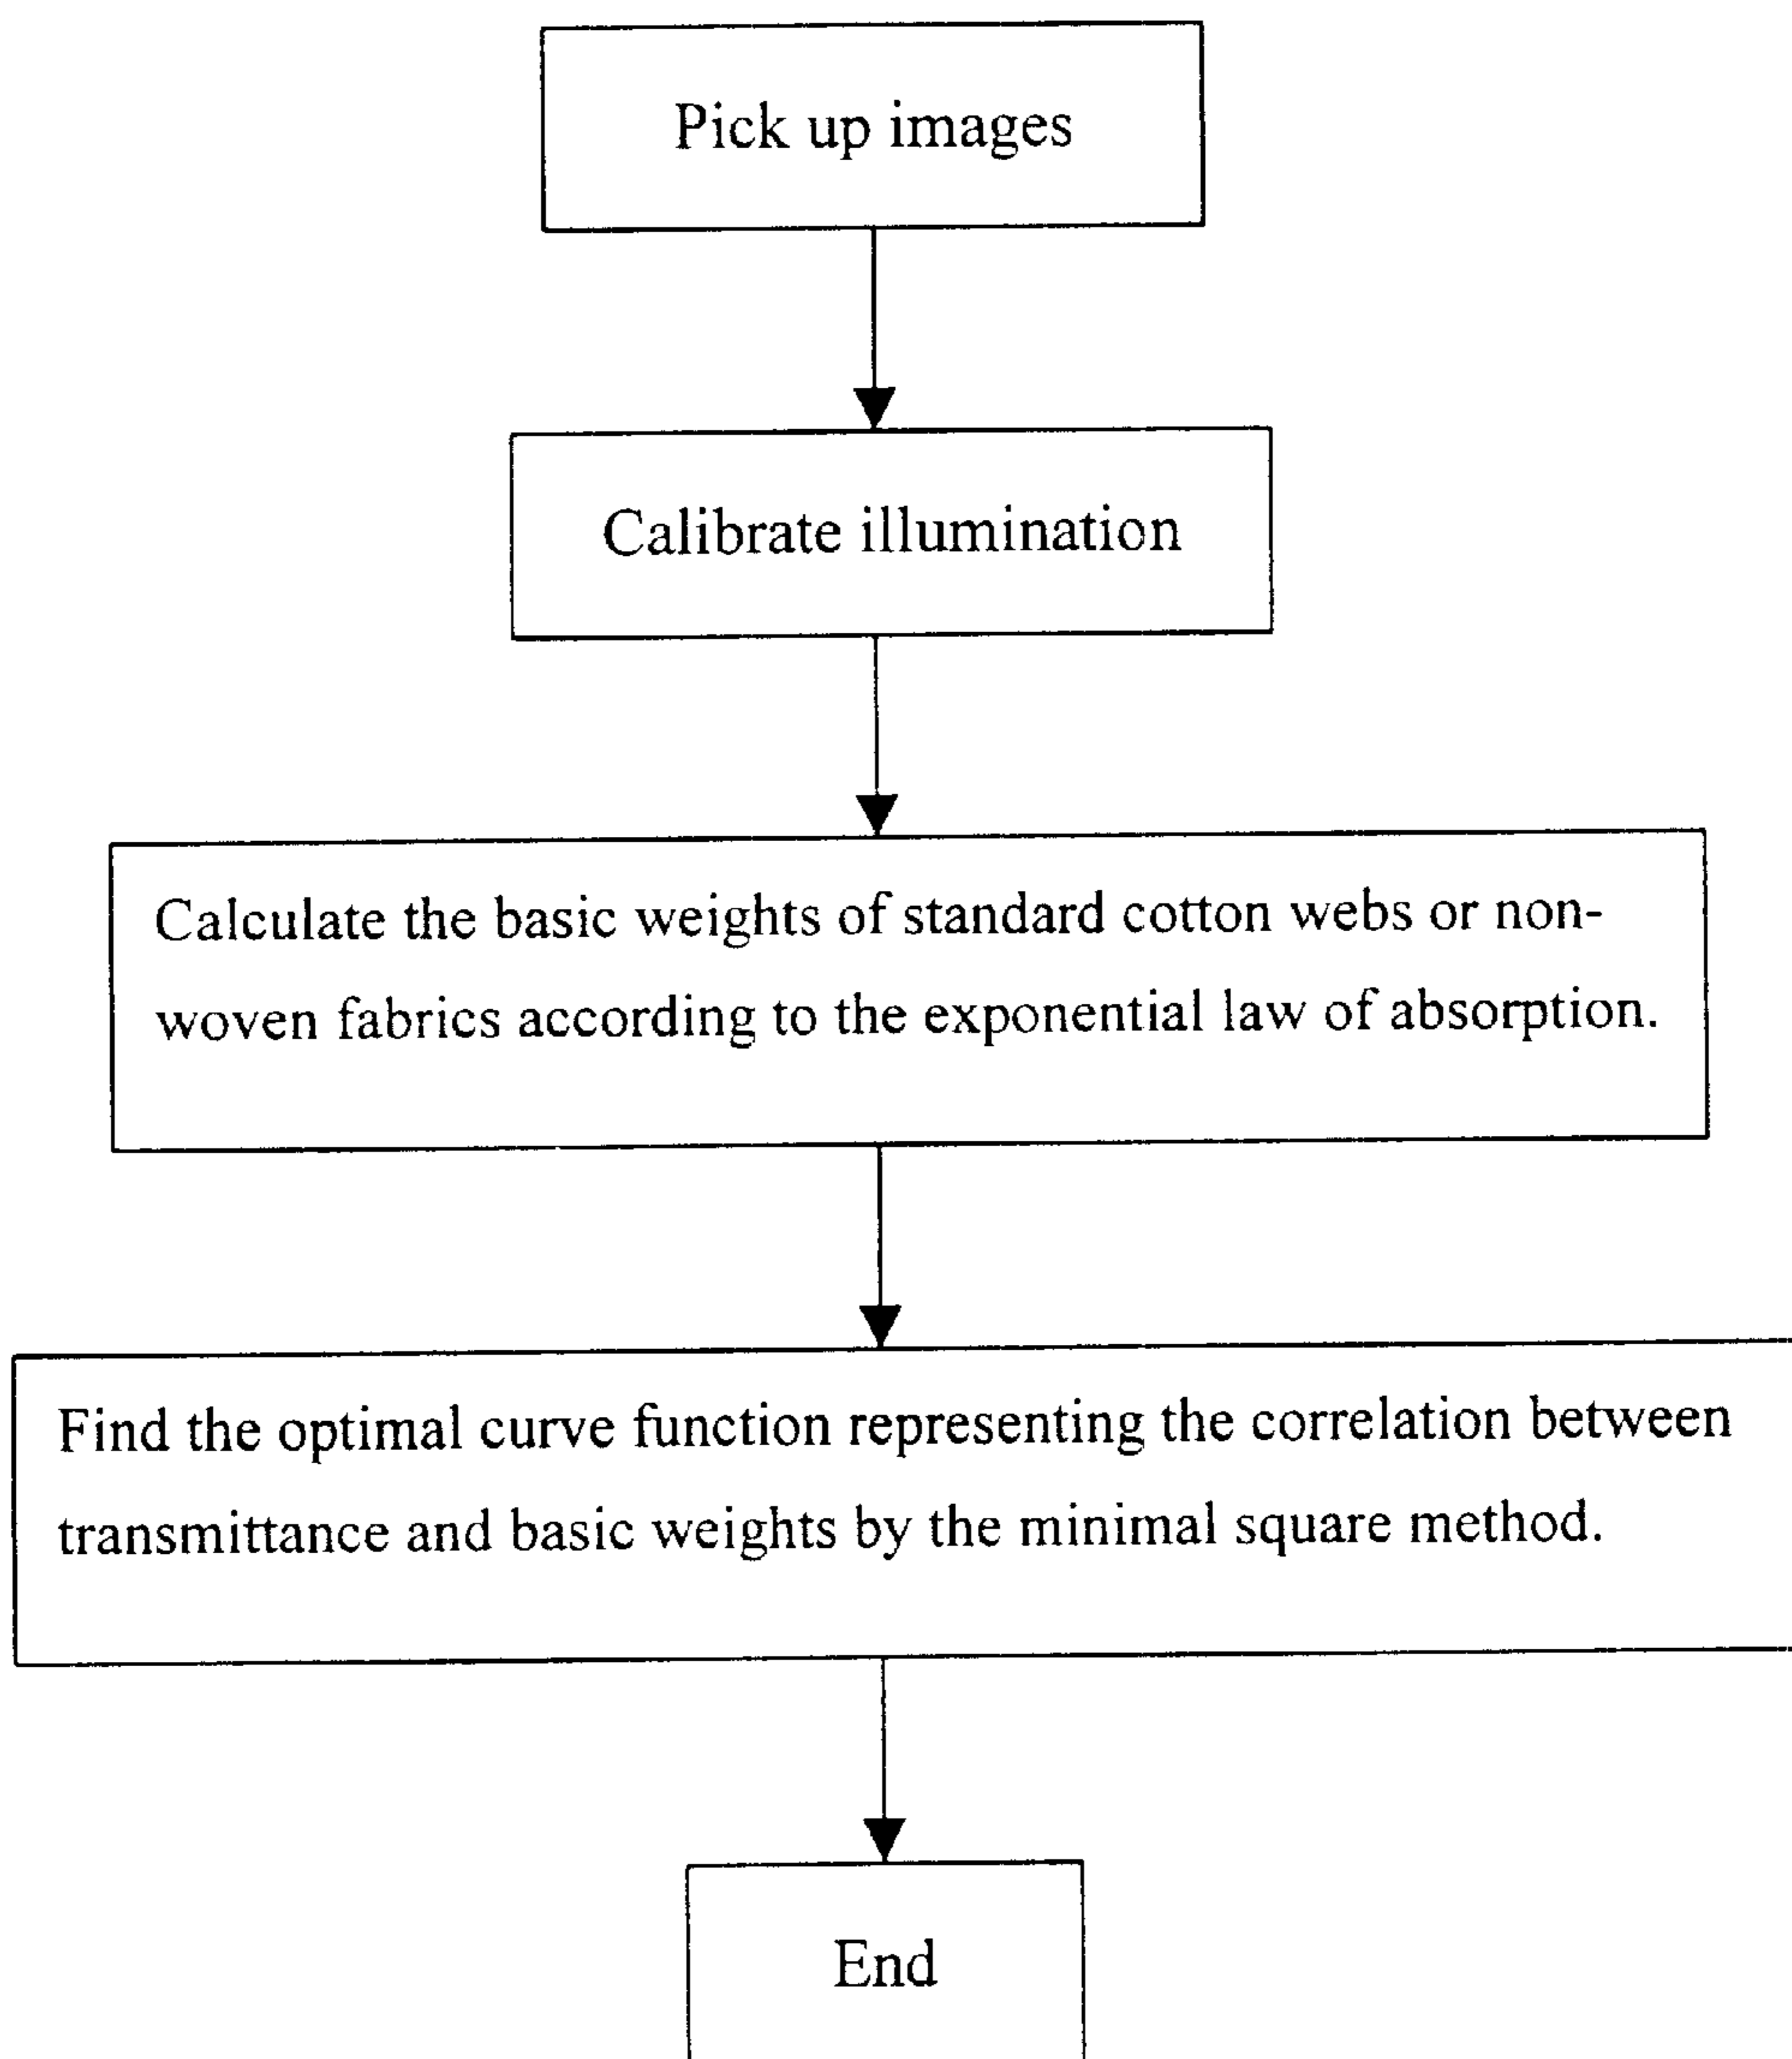 Pick up images
Calibrate illumination
Calculate the basic weights of standard cotton webs or non-
woven fabrics according to the exponential law of absorption.
Find the optimal curve function representing the correlation between
transmittance and basic weights by the minimal square method.
End